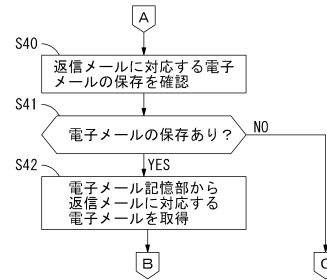 A
S40
返信メールに対応する電子
メールの保存を確認
S41
電子メールの保存あり？
NO
YES
S42
電子メール記憶部から
返信メールに対応する
電子メールを取得
B
C